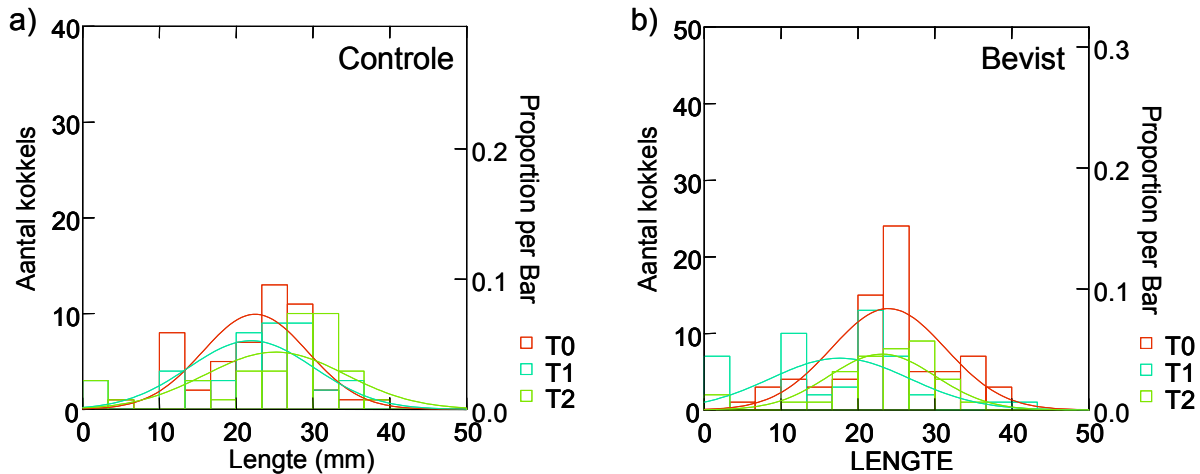 a)
Controle
Aantal kokkels
40
30
20
10
0
0 10 20 30 40 50
Lengte (mm)
0.2
0.1
0.0
Proportion per Bar
T0
T1
T2
b)
Bevist
Aantal kokkels
50
40
30
20
10
0
0 10 20 30 40 50
LENGTE
0.3
0.2
0.1
0.0
Proportion per Bar
T0
T1
T2